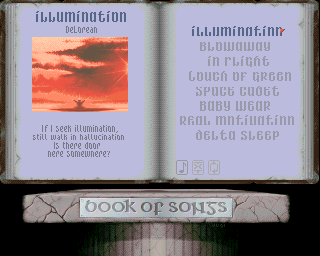 illumination
DeLorean
If I seek illumination,
still walk in hallucination
Is there door
here somewhere?
illumination
Blowaway
in flight
Touch of Green
Space Cadet
Baby Wear
Real Motivation
Delta Sleep
Book of Songs